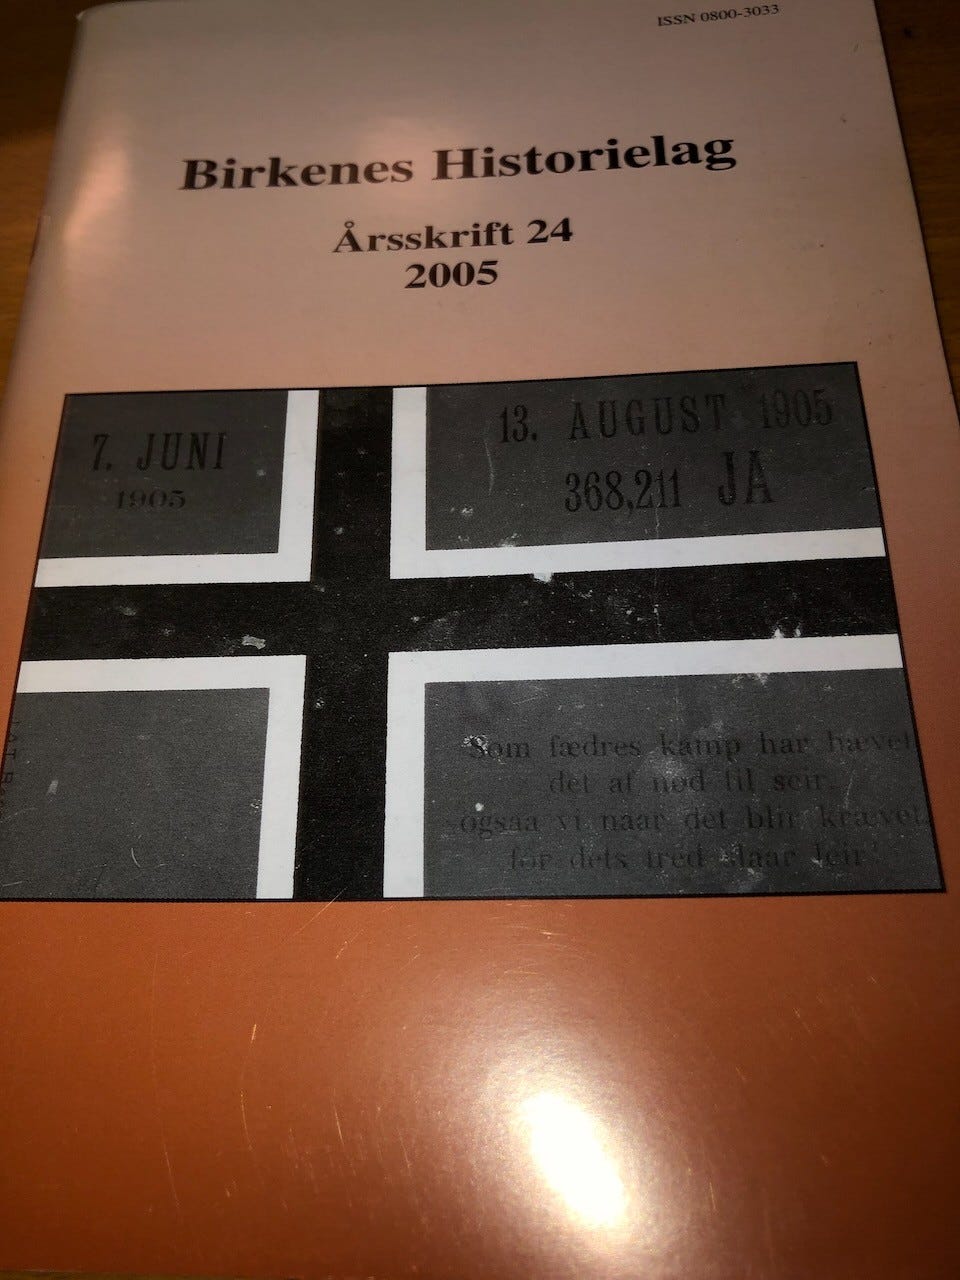 ISSN 0800-3033
Birkenes Historielag
Årsskrift 24
2005
7. JUNI
1905
13. AUGUST 1905
368,211 JA
Som fædres kamp har hævet
det af nød til seir,
ogsaa vi, naar det blir krævet,
for dets fred slaar leir!